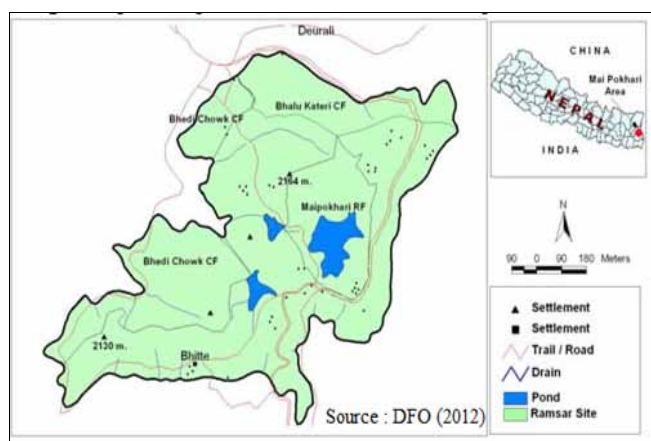 Deurali
Bhalu Kateri CF
Bhedi Chowk CF
2164 m.
Maipokhari RF
Bhedi Chowk CF
2130 m.
Bhitte
Source : DFO (2012)
CHINA
Mai Pokhari
Area
NEPAL
INDIA
N
90 0 90 180 Meters
Settlement
Settlement
Trail / Road
Drain
Pond
Ramsar Site